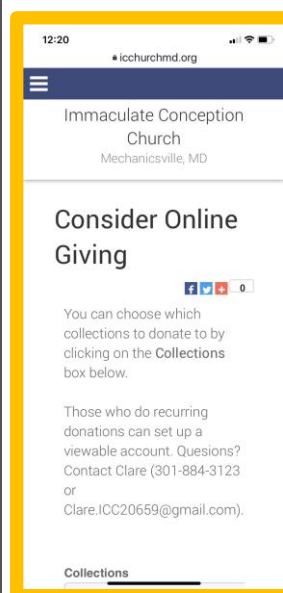 12:20
icchurchmd.org
Immaculate Conception
Church
Mechanicsville, MD
Consider Online
Giving
f
+ 0
You can choose which
collections to donate to by
clicking on the Collections
box below.
Those who do recurring
donations can set up a
viewable account. Quesions?
Contact Clare (301-884-3123
or
Clare.ICC20659@gmail.com).
Collections